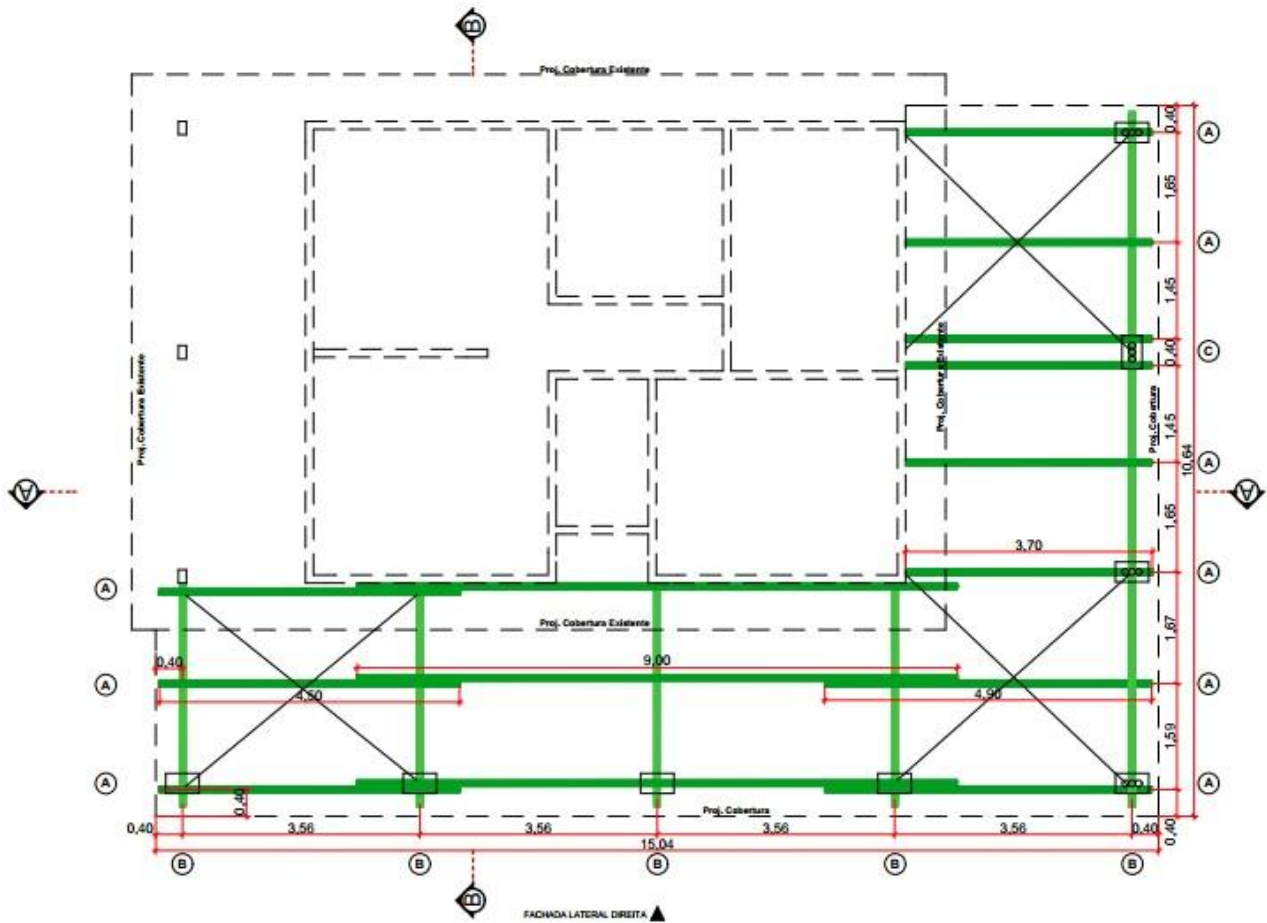 B
Proj. Cobertura Existente
0,40
A
1,65
A
1,45
C
0,40
Proj. Cobertura Existente
Proj. Cobertura Existente
Proj. Cobertura
1,45
10,64
A
A
A
1,65
3,70
A
A
1,67
Proj. Cobertura Existente
0,40
9,00
A
4,50
4,90
A
1,59
A
0,40
Proj. Cobertura
A
0,40
3,56
3,56
3,56
3,56
0,40
0,40
15,04
B
B
B
B
B
B
FACHADA LATERAL DIREITA